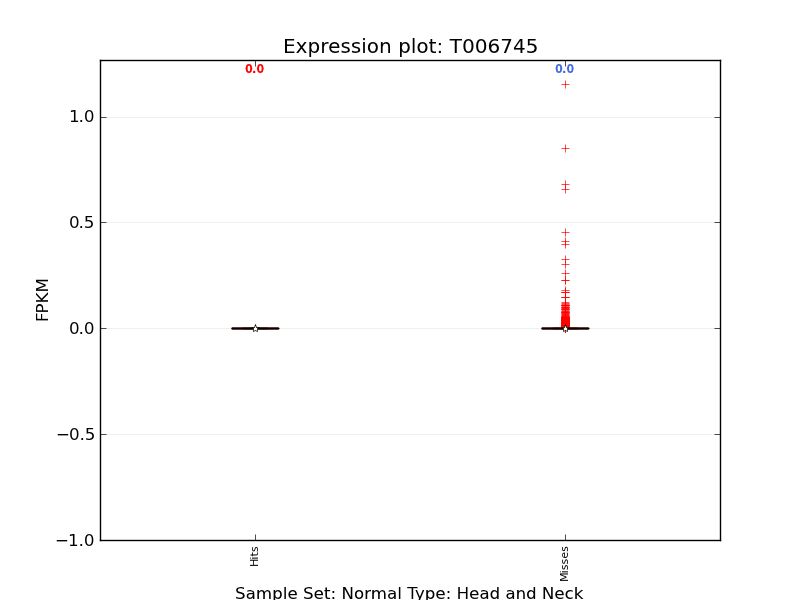 Expression plot: T006745
0.0 0.0
1.0
0.5
FPKM
0.0
−0.5
−1.0
Hits Misses
Sample Set: Normal Type: Head and Neck